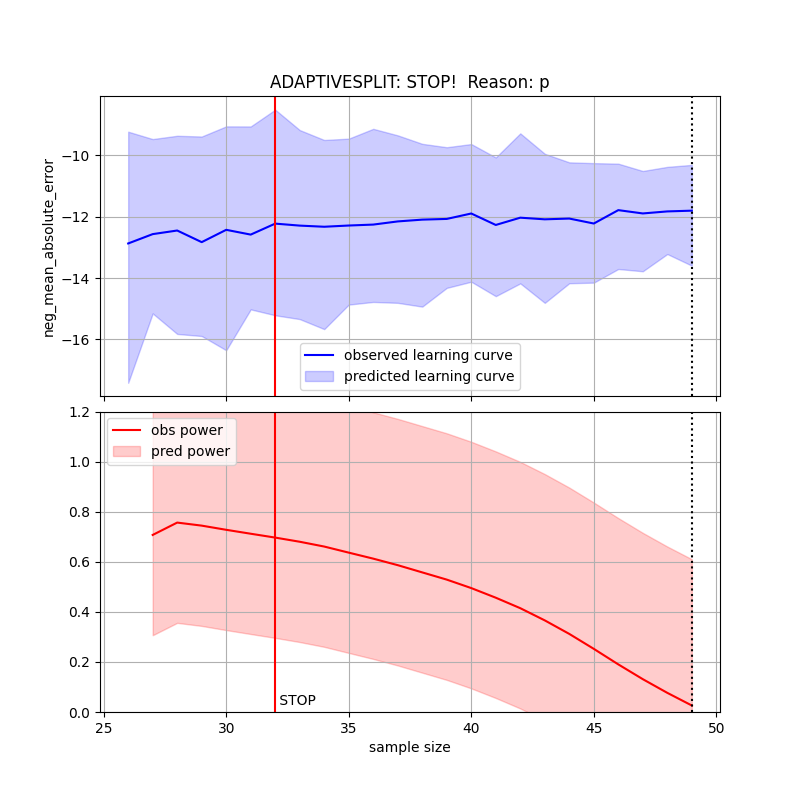 ADAPTIVESPLIT: STOP!  Reason: p
neg_mean_absolute_error
−10
−12
−14
−16
observed learning curve
predicted learning curve
1.2
1.0
0.8
0.6
0.4
0.2
0.0
obs power
pred power
STOP
25
30
35
40
45
50
sample size